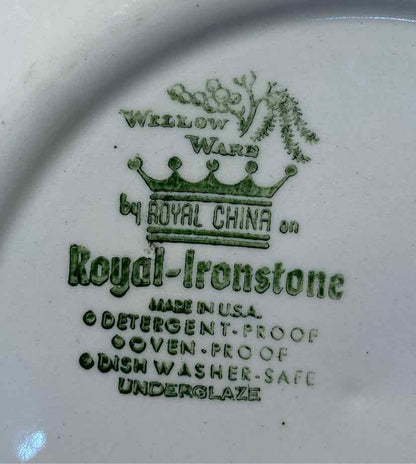 WILLOW
WARE
by ROYAL CHINA on
Royal-Ironstone
MADE IN U.S.A.
DETERGENT-PROOF
OVEN-PROOF
DISH WASHER-SAFE
UNDERGLAZE